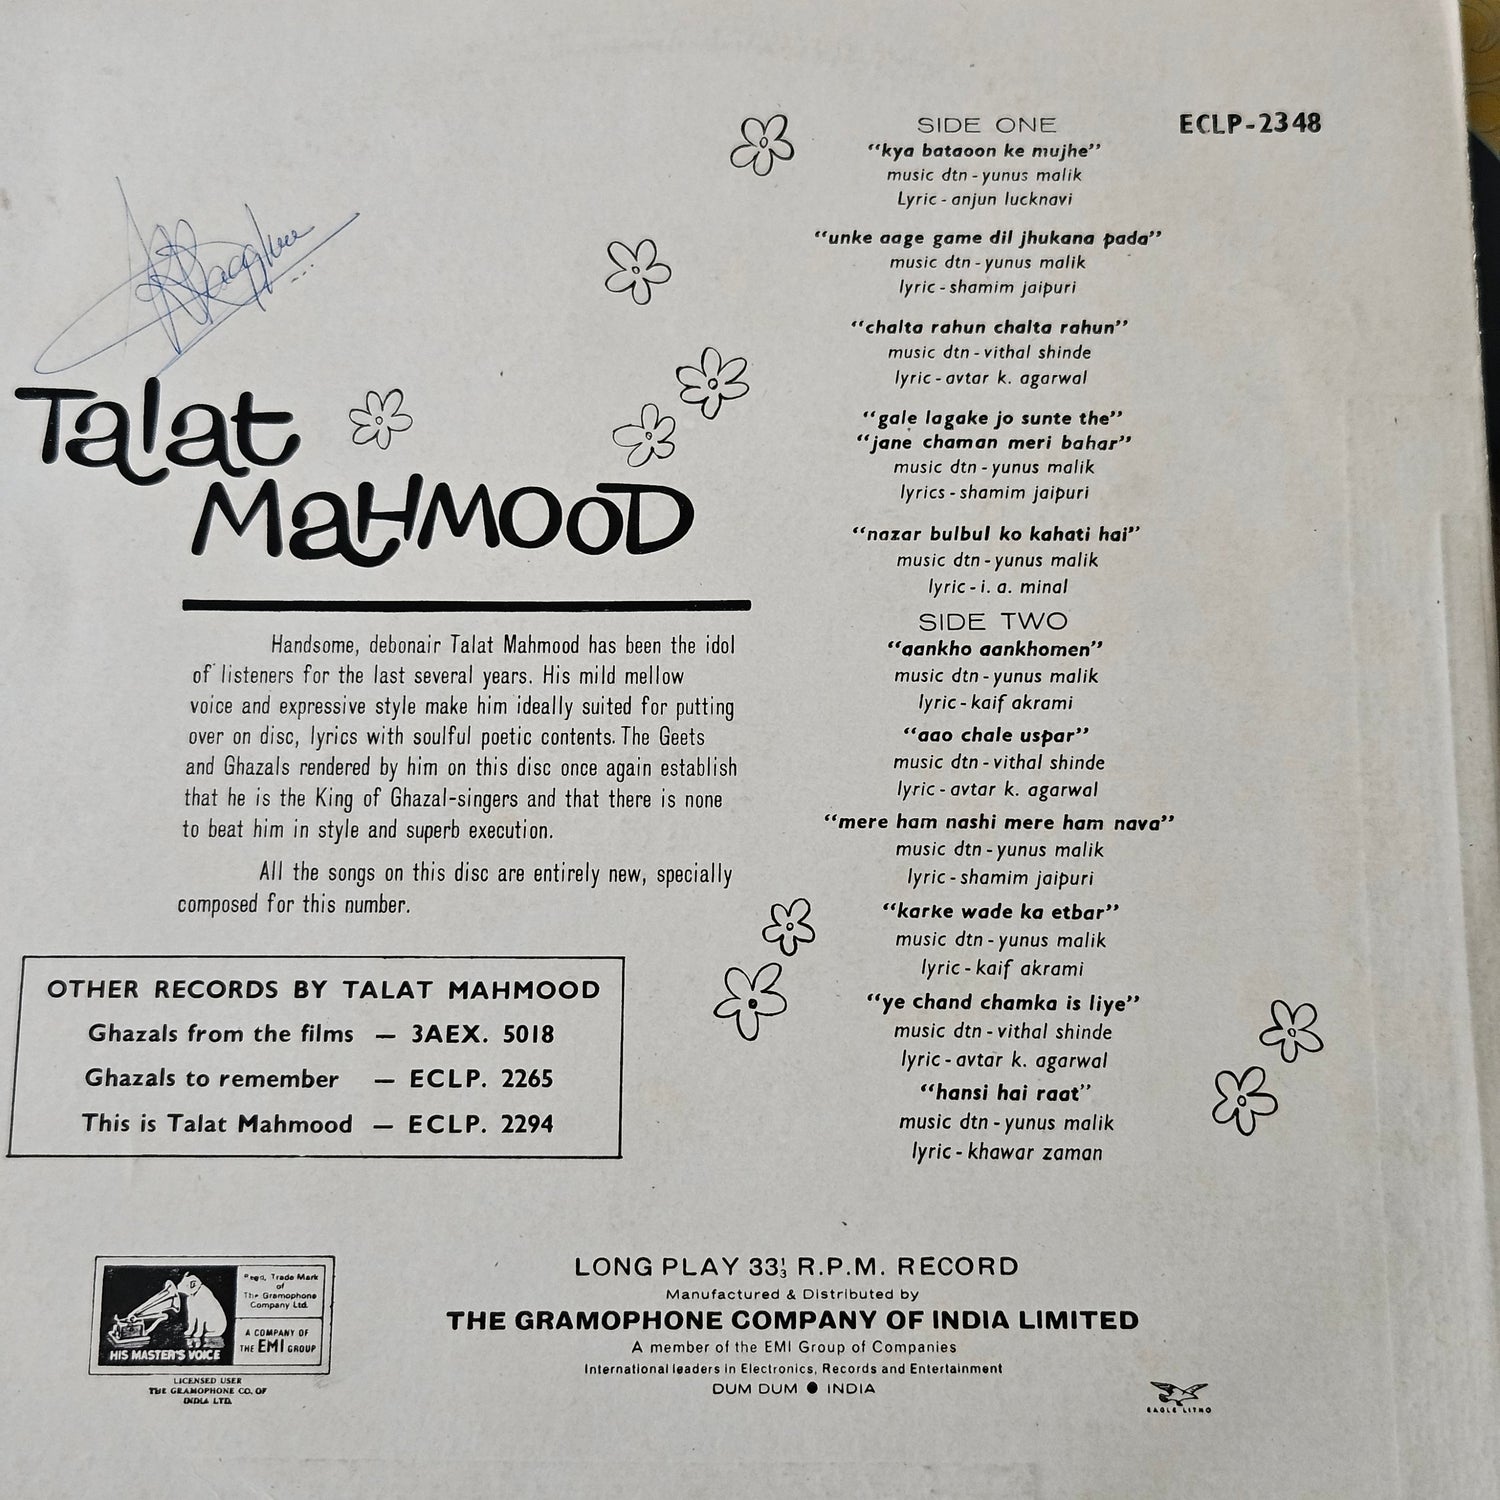 ECLP-2348
SIDE ONE
"kya bataoon ke mujhe"
music dtn - yunus malik
Lyric - anjun lucknavi
"unke aage game dil jhukana pada"
music dtn - yunus malik
lyric - shamim jaipuri
"chalta rahun chalta rahun"
music dtn - vithal shinde
lyric - avtar k. agarwal
"gale lagake jo sunte the"
"jane chaman meri bahar"
music dtn - yunus malik
lyrics - shamim jaipuri
"nazar bulbul ko kahati hai"
music dtn - yunus malik
lyric - i. a. minal
SIDE TWO
"aankho aankhomen"
music dtn - yunus malik
lyric - kaif akrami
"aao chale uspar"
music dtn - vithal shinde
lyric - avtar k. agarwal
"mere ham nashi mere ham nava"
music dtn - yunus malik
lyric - shamim jaipuri
"karke wade ka etbar"
music dtn - yunus malik
lyric - kaif akrami
"ye chand chamka is liye"
music dtn - vithal shinde
lyric - avtar k. agarwal
"hansi hai raat"
music dtn - yunus malik
lyric - khawar zaman
Talat
Mahmood
Handsome, debonair Talat Mahmood has been the idol
of listeners for the last several years. His mild mellow
voice and expressive style make him ideally suited for putting
over on disc, lyrics with soulful poetic contents. The Geets
and Ghazals rendered by him on this disc once again establish
that he is the King of Ghazal-singers and that there is none
to beat him in style and superb execution.
All the songs on this disc are entirely new, specially
composed for this number.
OTHER RECORDS BY TALAT MAHMOOD
Ghazals from the films — 3AEX. 5018
Ghazals to remember — ECLP. 2265
This is Talat Mahmood — ECLP. 2294
HIS MASTER'S VOICE
Regd. Trade Mark
of
The Gramophone
Company Ltd.
A COMPANY OF
THE EMI GROUP
LICENSED USER
THE GRAMOPHONE CO. OF
INDIA LTD.
LONG PLAY 33⅓ R.P.M. RECORD
Manufactured & Distributed by
THE GRAMOPHONE COMPANY OF INDIA LIMITED
A member of the EMI Group of Companies
International leaders in Electronics, Records and Entertainment
DUM DUM ● INDIA
EAGLE LITHO